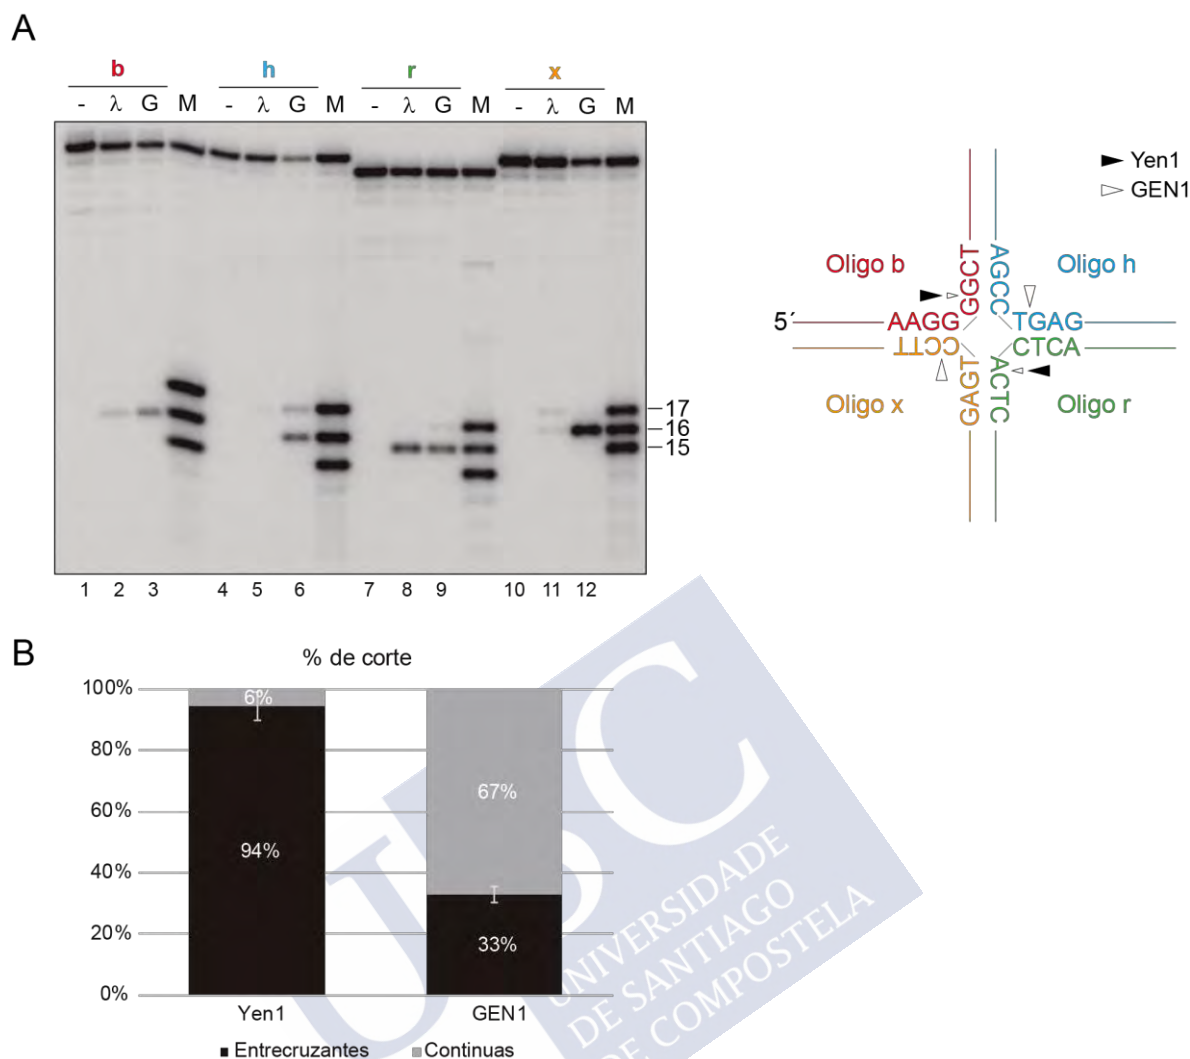 A
b h r x
- λ G M - λ G M - λ G M - λ G M
17
16
15
1 2 3 4 5 6 7 8 9 10 11 12
Yen1
GEN1
Oligo b
Oligo h
GGCT
AGCC
5´
AAGG
TGAG
CCTT
CTCA
GAGT
ACTC
Oligo x
Oligo r
B
% de corte
100%
80%
60%
40%
20%
0%
6%
94%
67%
33%
Yen1
GEN1
Entrecruzantes
Continuas
USC
UNIVERSIDADE
DE SANTIAGO
DE COMPOSTELA